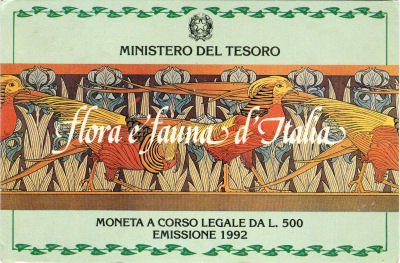 MINISTERO DEL TESORO
Flora e fauna d'Italia
MONETA A CORSO LEGALE DA L. 500
EMISSIONE 1992